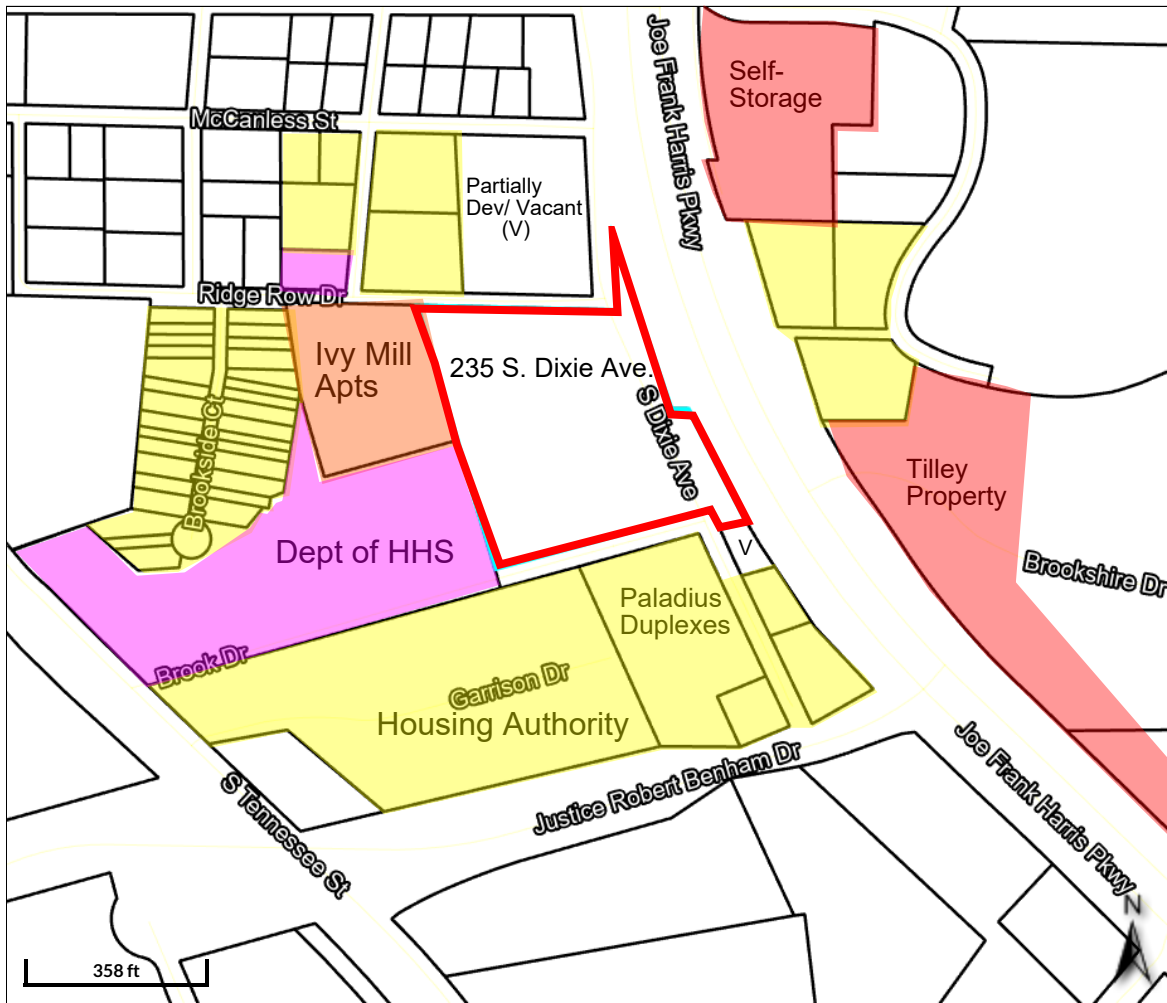 Joe Frank Harris Pkwy
Self-
Storage
McCanless St
Partially
Dev/ Vacant
(V)
Ridge Row Dr
Ivy Mill
Apts
235 S. Dixie Ave.
S Dixie Ave
Brookside Ct
Tilley
Property
Dept of HHS
V
Brookshire Dr
Paladius
Duplexes
Brook Dr
Garrison Dr
Housing Authority
Justice Robert Benham Dr
S Tennessee St
Joe Frank Harris Pkwy
N
358 ft